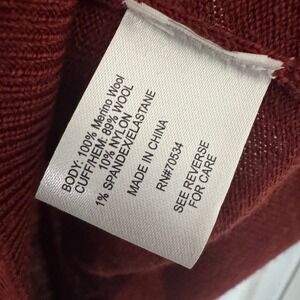 BODY: 100% Merino Wool
CUFF/HEM: 89% WOOL
10% NYLON
1% SPANDEX/ELASTANE
MADE IN CHINA
RN#70534
SEE REVERSE
FOR CARE